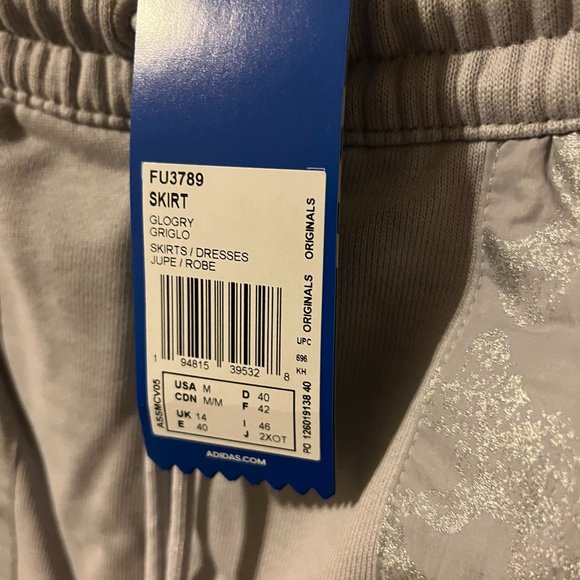 FU3789
SKIRT
GLOGRY
GRIGLO
SKIRTS / DRESSES
JUPE / ROBE
1 94815 39532 8
USA M D 40
CDN M/M F 42
UK 14 I 46
E 40 J 2XOT
ASSMCV05
PO 126019138 40 ORIGINALS ORIGINALS
UPC
696
KH
ADIDAS.COM